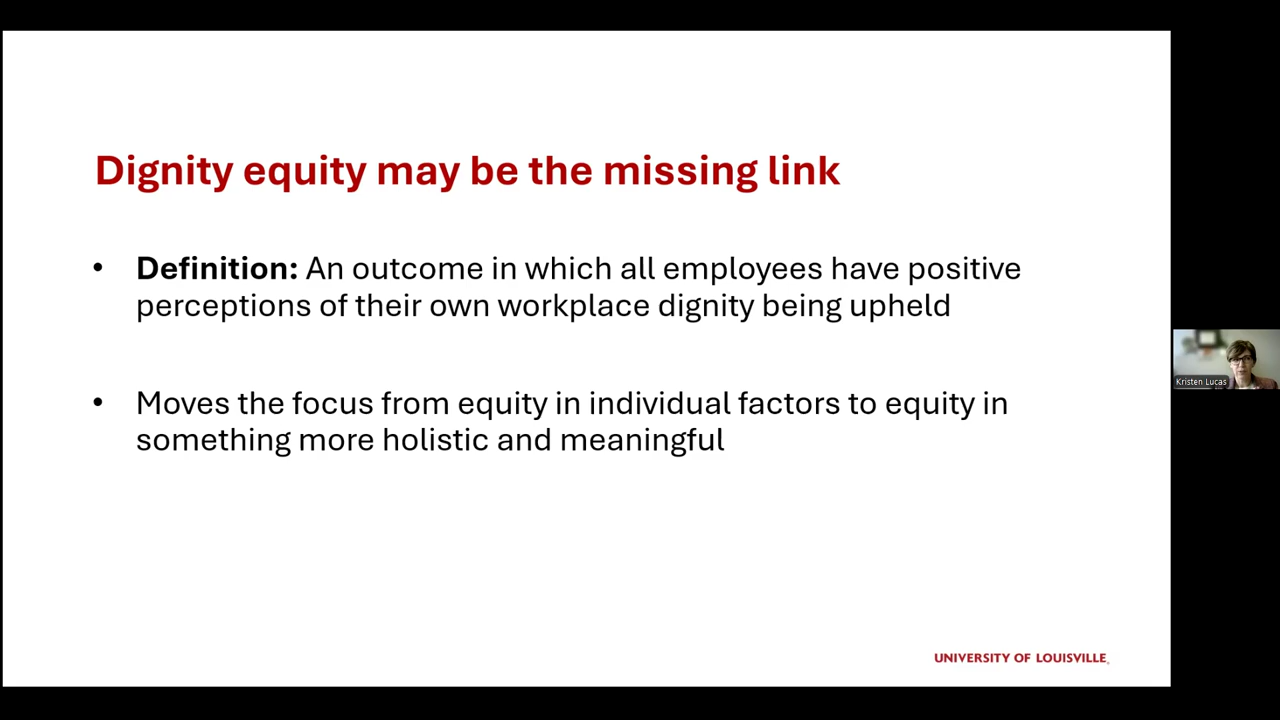 Dignity equity may be the missing link
• Definition: An outcome in which all employees have positive
perceptions of their own workplace dignity being upheld
• Moves the focus from equity in individual factors to equity in
something more holistic and meaningful
Kristen Lucas
UNIVERSITY OF LOUISVILLE.